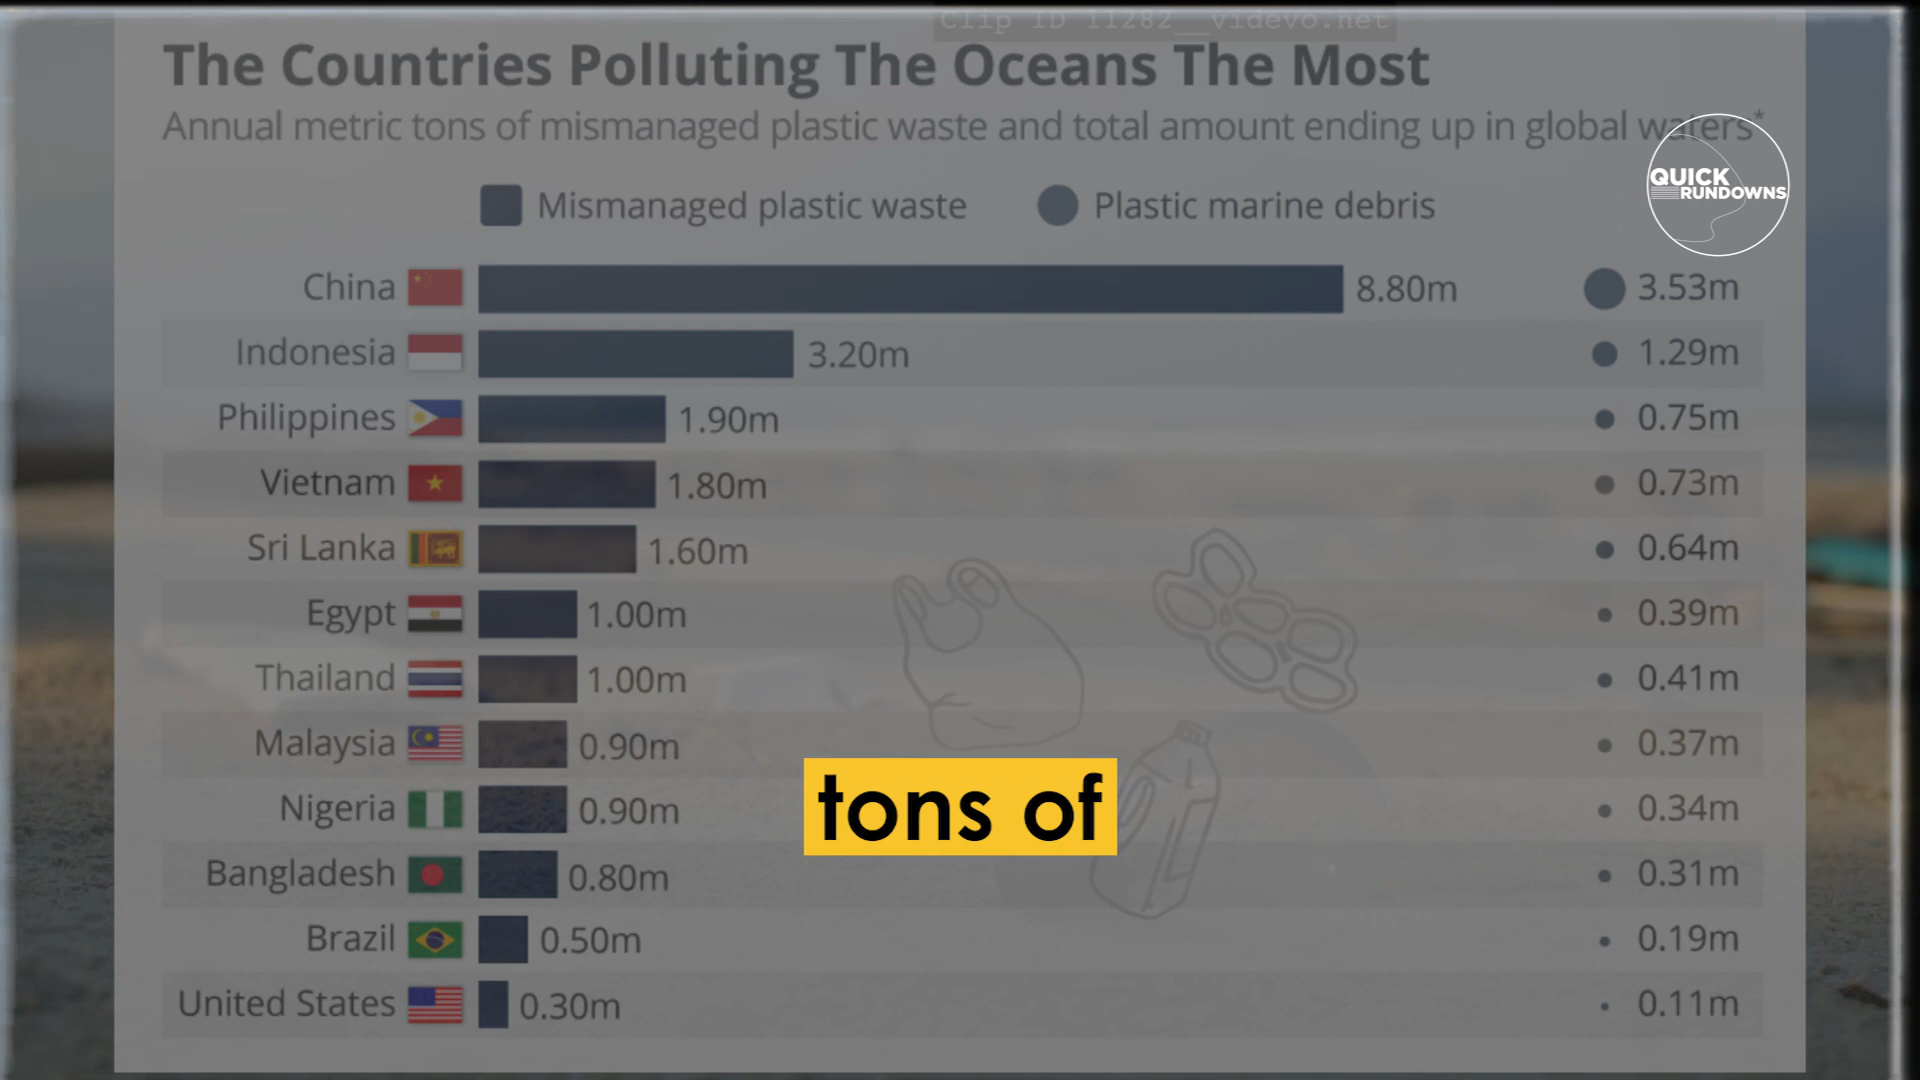 Clip ID 11282__videvo.net
The Countries Polluting The Oceans The Most
Annual metric tons of mismanaged plastic waste and total amount ending up in global waters*
QUICK
RUNDOWNS
Mismanaged plastic waste Plastic marine debris
China 8.80m 3.53m
Indonesia 3.20m 1.29m
Philippines 1.90m 0.75m
Vietnam 1.80m 0.73m
Sri Lanka 1.60m 0.64m
Egypt 1.00m 0.39m
Thailand 1.00m 0.41m
Malaysia 0.90m 0.37m
tons of
Nigeria 0.90m 0.34m
Bangladesh 0.80m 0.31m
Brazil 0.50m 0.19m
United States 0.30m 0.11m